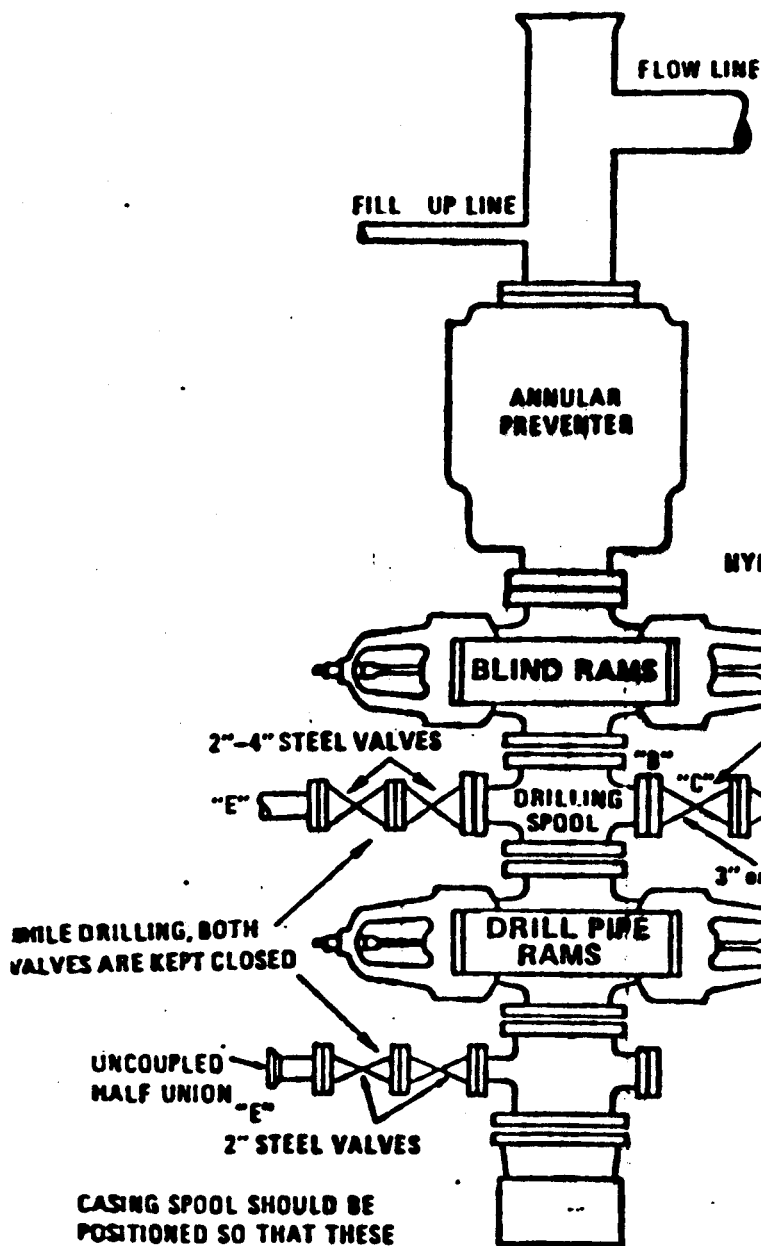 FLOW LINE
FILL UP LINE
ANNULAR
PREVENTER
BLIND RAMS
2"-4" STEEL VALVES
"B"
"C"
"E"
DRILLING
SPOOL
3"
WHILE DRILLING, BOTH
VALVES ARE KEPT CLOSED
DRILL PIPE
RAMS
UNCOUPLED
HALF UNION
"E"
2" STEEL VALVES
CASING SPOOL SHOULD BE
POSITIONED SO THAT THESE